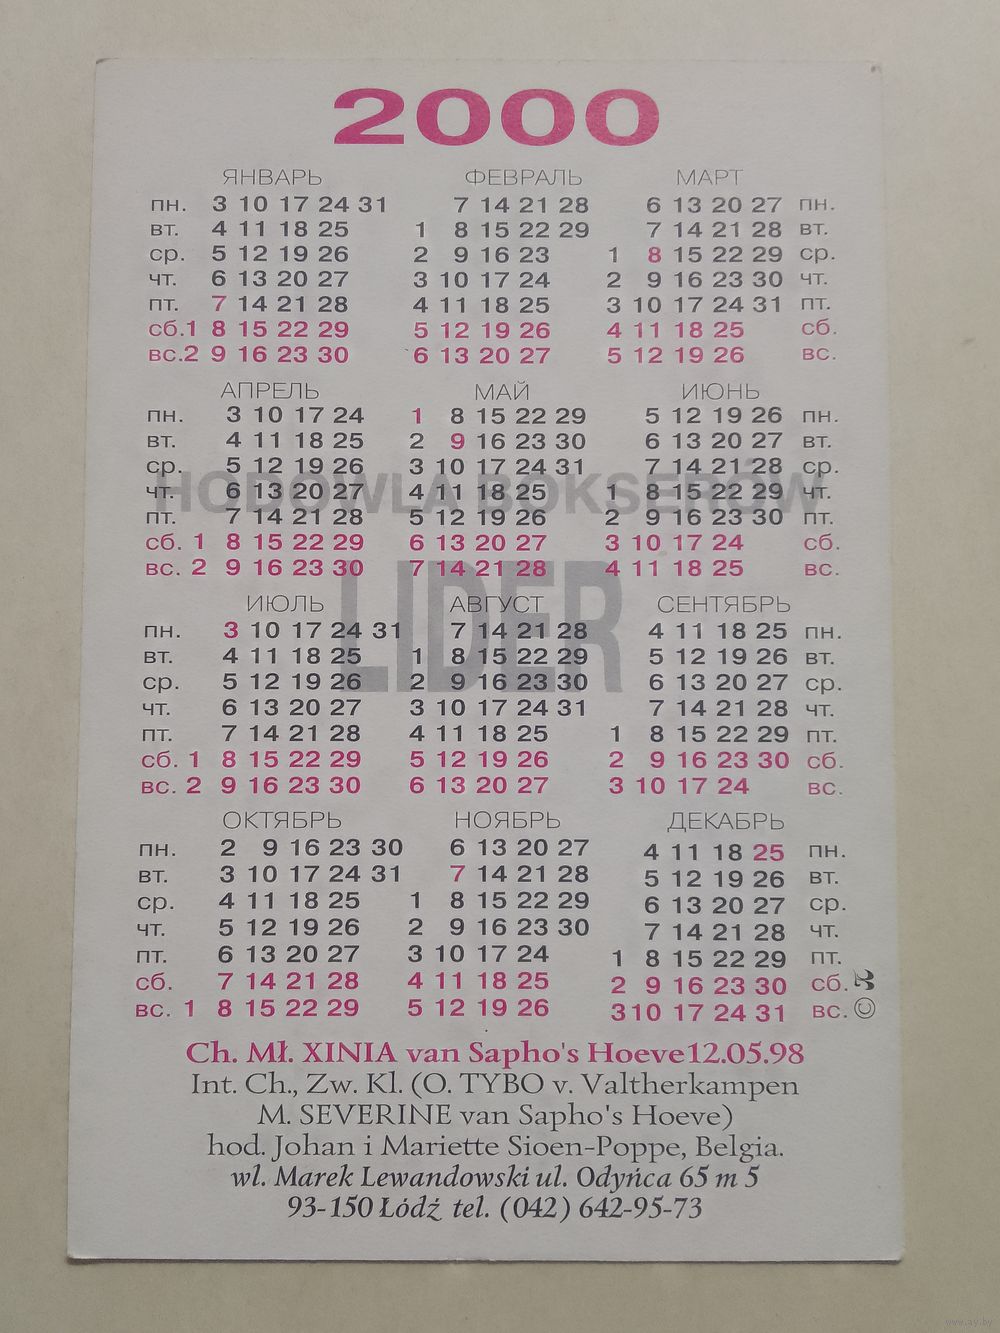 2000
ЯНВАРЬ ФЕВРАЛЬ МАРТ
пн. 3 10 17 24 31 7 14 21 28 6 13 20 27 пн.
вт. 4 11 18 25 1 8 15 22 29 7 14 21 28 вт.
ср. 5 12 19 26 2 9 16 23 1 8 15 22 29 ср.
чт. 6 13 20 27 3 10 17 24 2 9 16 23 30 чт.
пт. 7 14 21 28 4 11 18 25 3 10 17 24 31 пт.
сб. 1 8 15 22 29 5 12 19 26 4 11 18 25 сб.
вс. 2 9 16 23 30 6 13 20 27 5 12 19 26 вс.
АПРЕЛЬ МАЙ ИЮНЬ
пн. 3 10 17 24 1 8 15 22 29 5 12 19 26 пн.
вт. 4 11 18 25 2 9 16 23 30 6 13 20 27 вт.
ср. 5 12 19 26 3 10 17 24 31 7 14 21 28 ср.
HODOWLA BOKSERÓW
чт. 6 13 20 27 4 11 18 25 1 8 15 22 29 чт.
пт. 7 14 21 28 5 12 19 26 2 9 16 23 30 пт.
сб. 1 8 15 22 29 6 13 20 27 3 10 17 24 сб.
вс. 2 9 16 23 30 7 14 21 28 4 11 18 25 вс.
LIDER
ИЮЛЬ АВГУСТ СЕНТЯБРЬ
пн. 3 10 17 24 31 7 14 21 28 4 11 18 25 пн.
вт. 4 11 18 25 1 8 15 22 29 5 12 19 26 вт.
ср. 5 12 19 26 2 9 16 23 30 6 13 20 27 ср.
чт. 6 13 20 27 3 10 17 24 31 7 14 21 28 чт.
пт. 7 14 21 28 4 11 18 25 1 8 15 22 29 пт.
сб. 1 8 15 22 29 5 12 19 26 2 9 16 23 30 сб.
вс. 2 9 16 23 30 6 13 20 27 3 10 17 24 вс.
ОКТЯБРЬ НОЯБРЬ ДЕКАБРЬ
пн. 2 9 16 23 30 6 13 20 27 4 11 18 25 пн.
вт. 3 10 17 24 31 7 14 21 28 5 12 19 26 вт.
ср. 4 11 18 25 1 8 15 22 29 6 13 20 27 ср.
чт. 5 12 19 26 2 9 16 23 30 7 14 21 28 чт.
пт. 6 13 20 27 3 10 17 24 1 8 15 22 29 пт.
сб. 7 14 21 28 4 11 18 25 2 9 16 23 30 сб.
вс. 1 8 15 22 29 5 12 19 26 3 10 17 24 31 вс. ©
Ch. Mł. XINIA van Sapho's Hoeve 12.05.98
Int. Ch., Zw. Kl. (O. TYBO v. Valtherkampen
M. SEVERINE van Sapho's Hoeve)
hod. Johan i Mariette Sioen-Poppe, Belgia.
wł. Marek Lewandowski ul. Odyńca 65 m 5
93-150 Łódź tel. (042) 642-95-73
www.ay.by